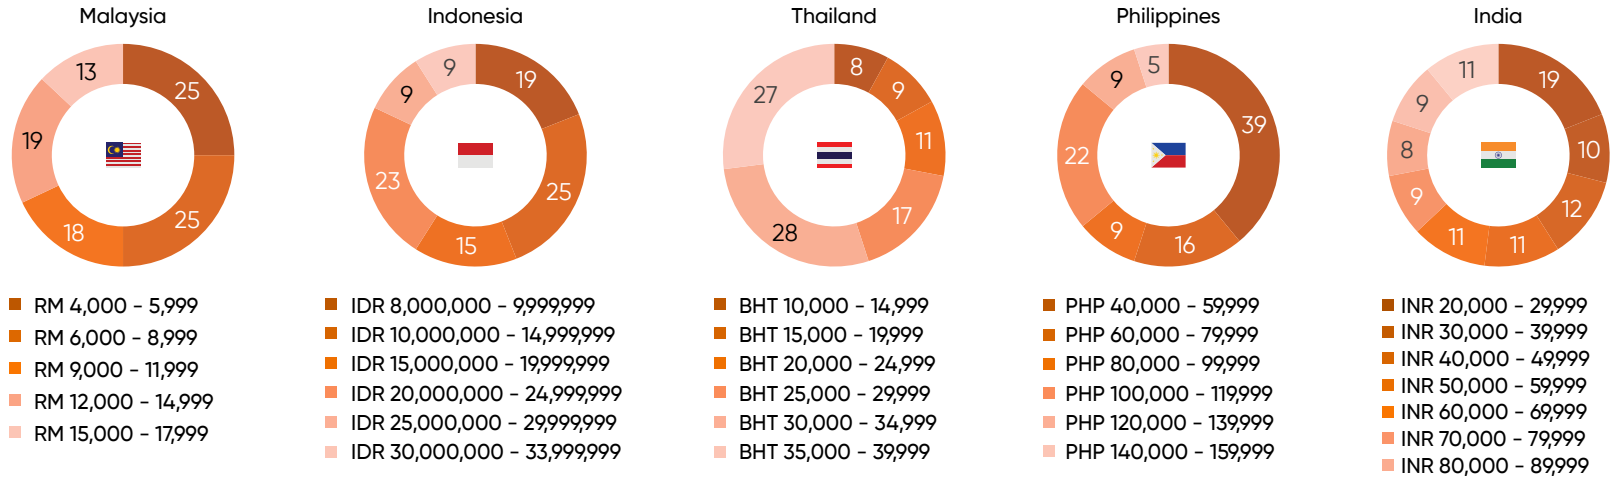 Malaysia
25
25
18
19
13
RM 4,000 - 5,999
RM 6,000 - 8,999
RM 9,000 - 11,999
RM 12,000 - 14,999
RM 15,000 - 17,999
Indonesia
19
25
15
23
9
9
IDR 8,000,000 - 9,999,999
IDR 10,000,000 - 14,999,999
IDR 15,000,000 - 19,999,999
IDR 20,000,000 - 24,999,999
IDR 25,000,000 - 29,999,999
IDR 30,000,000 - 33,999,999
Thailand
8
9
11
17
28
27
BHT 10,000 - 14,999
BHT 15,000 - 19,999
BHT 20,000 - 24,999
BHT 25,000 - 29,999
BHT 30,000 - 34,999
BHT 35,000 - 39,999
Philippines
39
16
9
22
9
5
PHP 40,000 - 59,999
PHP 60,000 - 79,999
PHP 80,000 - 99,999
PHP 100,000 - 119,999
PHP 120,000 - 139,999
PHP 140,000 - 159,999
India
19
10
12
11
11
9
8
9
11
INR 20,000 - 29,999
INR 30,000 - 39,999
INR 40,000 - 49,999
INR 50,000 - 59,999
INR 60,000 - 69,999
INR 70,000 - 79,999
INR 80,000 - 89,999